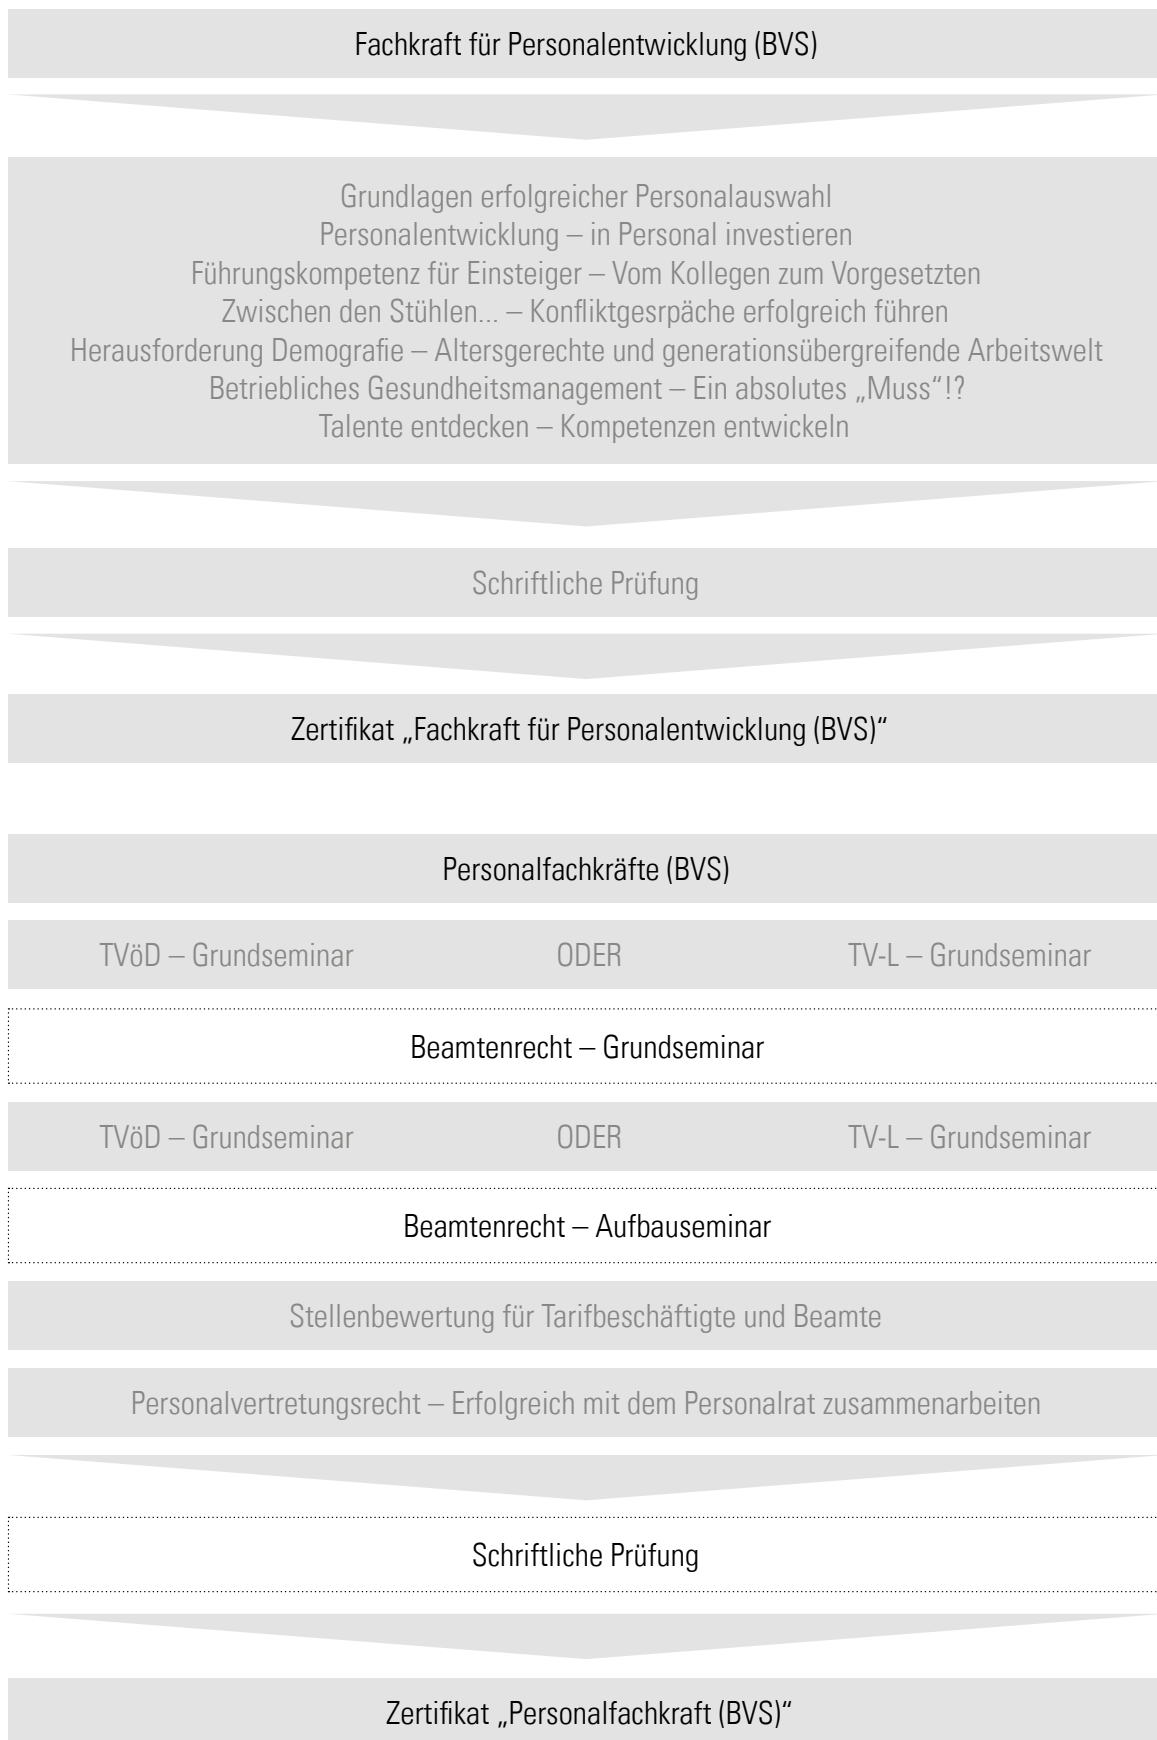 Fachkraft für Personalentwicklung (BVS)
Grundlagen erfolgreicher Personalauswahl
Personalentwicklung – in Personal investieren
Führungskompetenz für Einsteiger – Vom Kollegen zum Vorgesetzten
Zwischen den Stühlen... – Konfliktgesrpäche erfolgreich führen
Herausforderung Demografie – Altersgerechte und generationsübergreifende Arbeitswelt
Betriebliches Gesundheitsmanagement – Ein absolutes „Muss“!?
Talente entdecken – Kompetenzen entwickeln
Schriftliche Prüfung
Zertifikat „Fachkraft für Personalentwicklung (BVS)“
Personalfachkräfte (BVS)
TVöD – Grundseminar ODER TV-L – Grundseminar
Beamtenrecht – Grundseminar
TVöD – Grundseminar ODER TV-L – Grundseminar
Beamtenrecht – Aufbauseminar
Stellenbewertung für Tarifbeschäftigte und Beamte
Personalvertretungsrecht – Erfolgreich mit dem Personalrat zusammenarbeiten
Schriftliche Prüfung
Zertifikat „Personalfachkraft (BVS)“